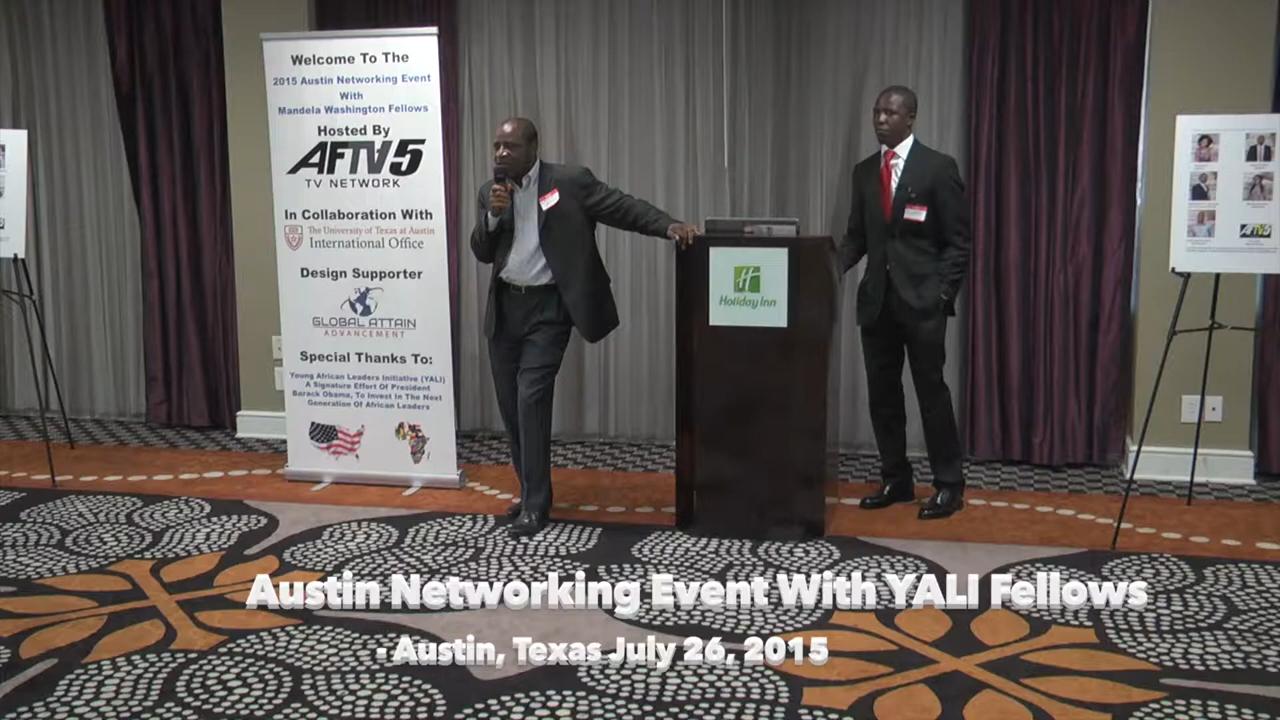 Welcome To The
2015 Austin Networking Event
With
Mandela Washington Fellows
Hosted By
AFTV5
TV NETWORK
In Collaboration With
The University of Texas at Austin
International Office
Design Supporter
GLOBAL ATTAIN
ADVANCEMENT
Special Thanks To:
Young African Leaders Initiative (YALI)
A Signature Effort Of President
Barack Obama, To Invest In The Next
Generation Of African Leaders
H
Holiday Inn
AFTV5
Austin Networking Event With YALI Fellows
- Austin, Texas July 26, 2015